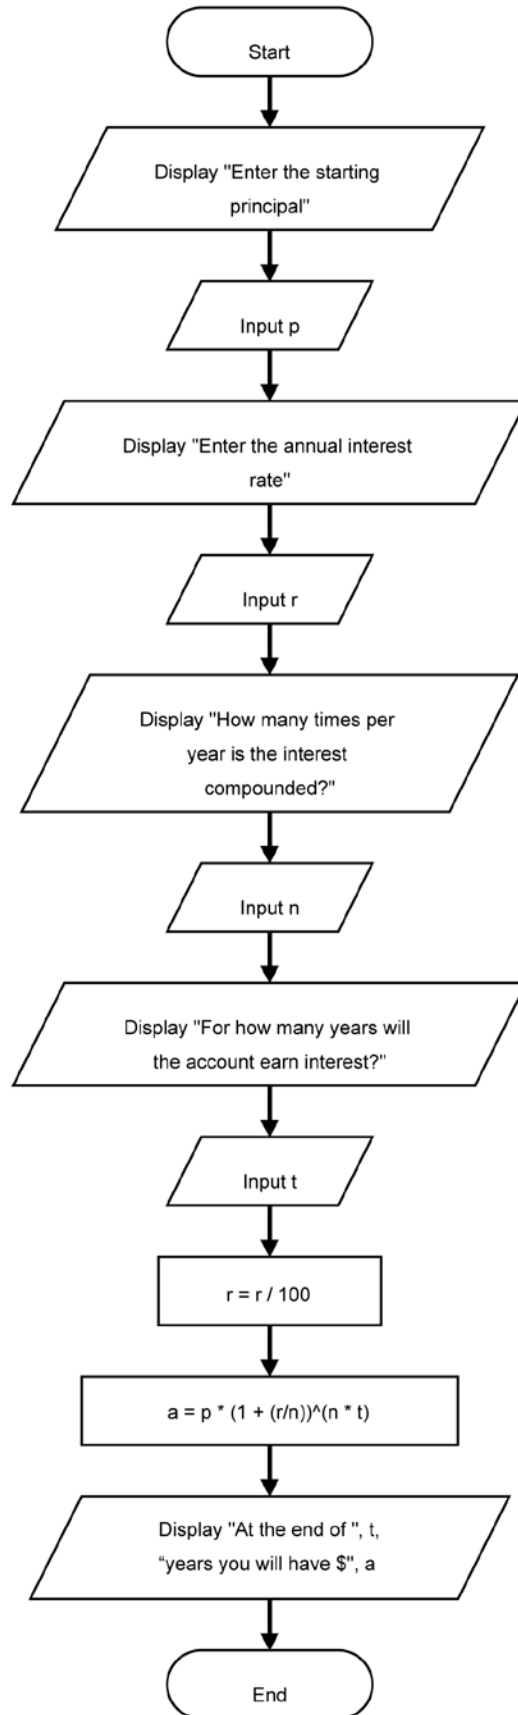 Start
Display "Enter the starting
principal"
Input p
Display "Enter the annual interest
rate"
Input r
Display "How many times per
year is the interest
compounded?"
Input n
Display "For how many years will
the account earn interest?"
Input t
r = r / 100
a = p * (1 + (r/n))^(n * t)
Display "At the end of ", t,
“years you will have $", a
End